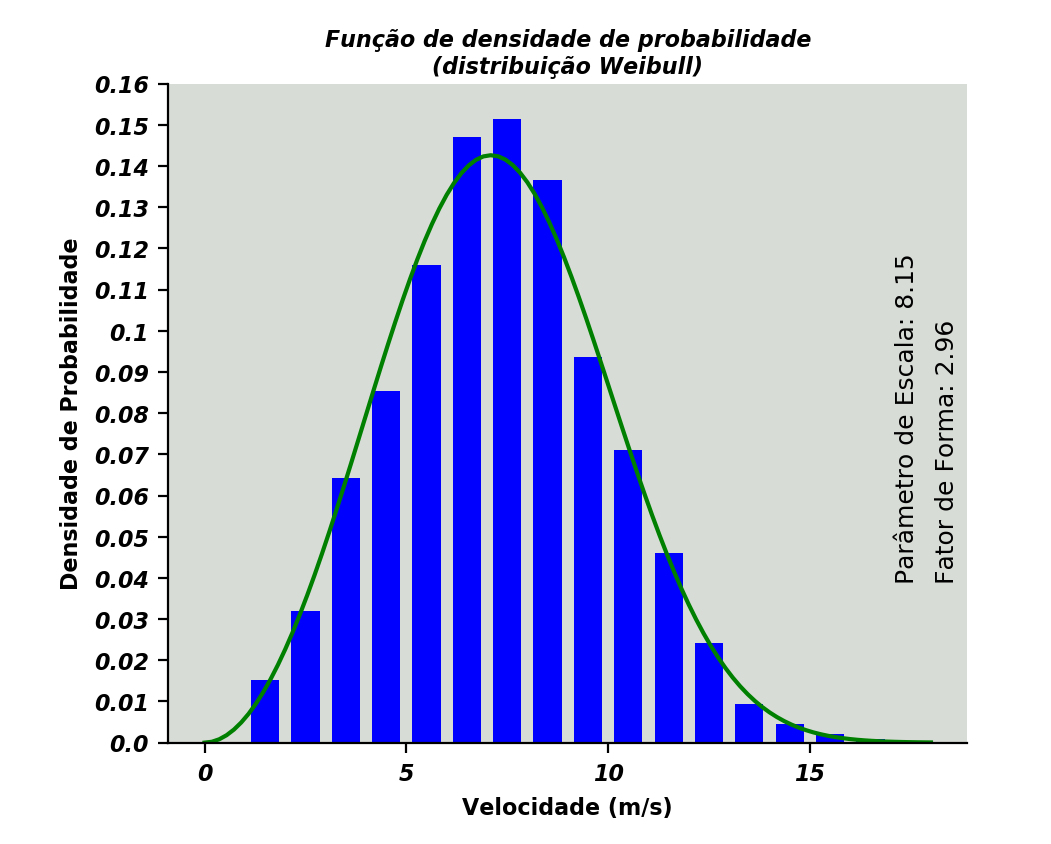 Função de densidade de probabilidade
(distribuição Weibull)
0.16
0.15
0.14
0.13
0.12
0.11
0.1
0.09
0.08
0.07
0.06
0.05
0.04
0.03
0.02
0.01
0.0
Densidade de Probabilidade
0 5 10 15
Velocidade (m/s)
Parâmetro de Escala: 8.15
Fator de Forma: 2.96